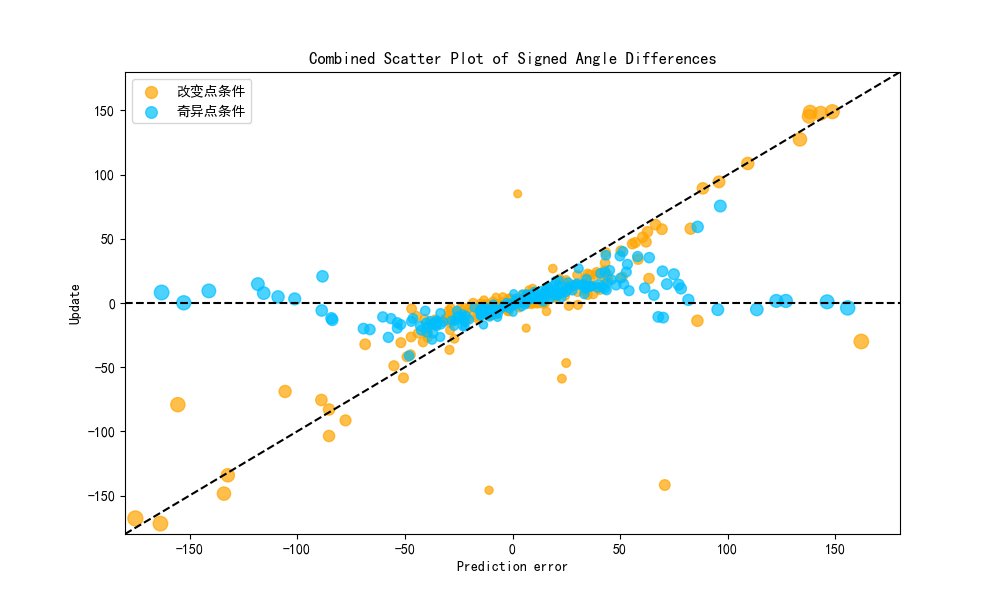 Combined Scatter Plot of Signed Angle Differences
改变点条件
奇异点条件
Update
150
100
50
0
−50
−100
−150
−150
−100
−50
0
50
100
150
Prediction error